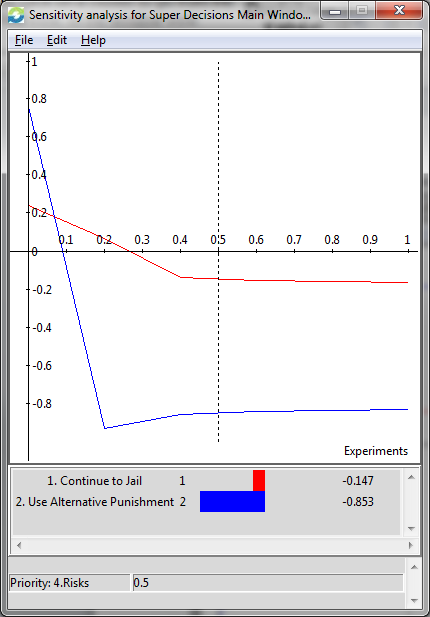 Sensitivity analysis for Super Decisions Main Windo...
File Edit Help
1
0.8
0.6
0.4
0.2
0.1 0.2 0.3 0.4 0.5 0.6 0.7 0.8 0.9 1
0
-0.2
-0.4
-0.6
-0.8
Experiments
1. Continue to Jail 1 -0.147
2. Use Alternative Punishment 2 -0.853
Priority: 4.Risks 0.5